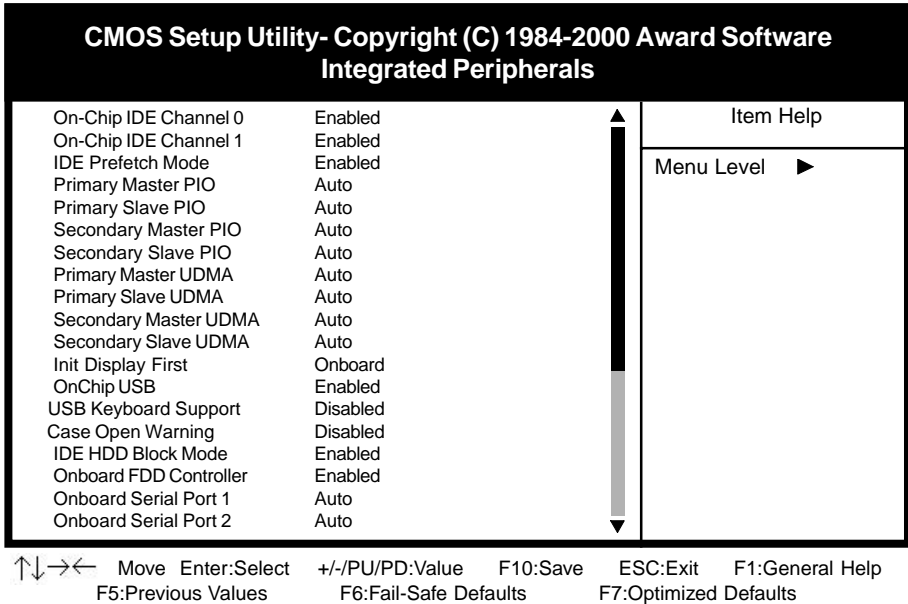 CMOS Setup Utility- Copyright (C) 1984-2000 Award Software
Integrated Peripherals
On-Chip IDE Channel 0 Enabled
On-Chip IDE Channel 1 Enabled
IDE Prefetch Mode Enabled
Primary Master PIO Auto
Primary Slave PIO Auto
Secondary Master PIO Auto
Secondary Slave PIO Auto
Primary Master UDMA Auto
Primary Slave UDMA Auto
Secondary Master UDMA Auto
Secondary Slave UDMA Auto
Init Display First Onboard
OnChip USB Enabled
USB Keyboard Support Disabled
Case Open Warning Disabled
IDE HDD Block Mode Enabled
Onboard FDD Controller Enabled
Onboard Serial Port 1 Auto
Onboard Serial Port 2 Auto
Item Help
Menu Level ▶
↑↓→← Move Enter:Select +/-/PU/PD:Value F10:Save ESC:Exit F1:General Help
F5:Previous Values F6:Fail-Safe Defaults F7:Optimized Defaults